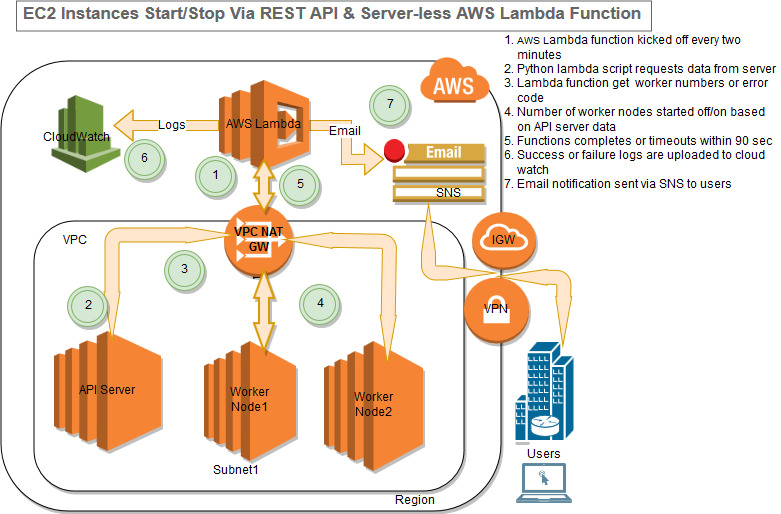 EC2 Instances Start/Stop Via REST API & Server-less AWS Lambda Function
1. AWS Lambda function kicked off every two
minutes
2. Python lambda script requests data from server
3. Lambda function get worker numbers or error
code
4. Number of worker nodes started off/on based
on API server data
5. Functions completes or timeouts within 90 sec
6. Success or failure logs are uploaded to cloud
watch
7. Email notification sent via SNS to users
AWS
7
CloudWatch
Logs
AWS Lambda
Email
Email
SNS
6
1
5
VPC
VPC NAT
GW
IGW
3
2
4
VPN
API Server
Worker
Node1
Worker
Node2
Subnet1
Users
Region